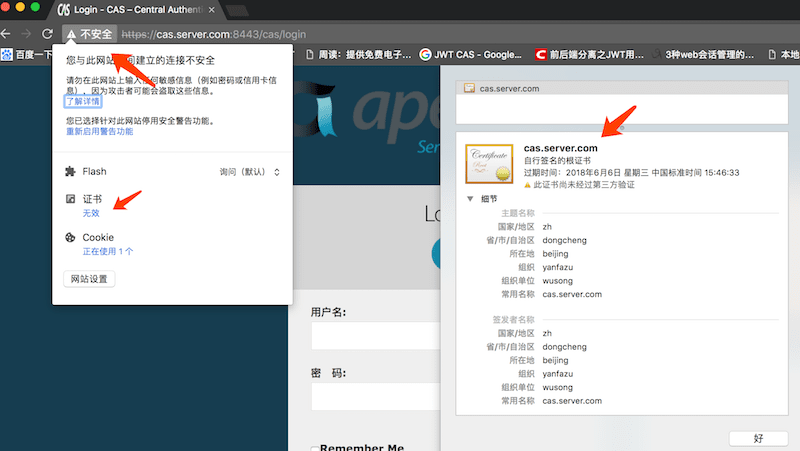 Login - CAS – Central Authenti
不安全 https://cas.server.com:8443/cas/login
百度一下
周读：提供免费电子...
JWT CAS - Google...
前后端分离之JWT用...
3种web会话管理的...
本地
您与此网站 间建立的连接不安全
请勿在此网站上输入任何敏感信息（例如密码或信用卡信
息），因为攻击者可能会盗取这些信息。
了解详情
您已选择针对此网站停用安全警告功能。
重新启用警告功能
Flash 询问（默认）
证书
无效
Cookie
正在使用 1 个
网站设置
ape
Ser
Lo
用户名:
密 码:
Remember Me
cas.server.com
Certificate
cas.server.com
自行签名的根证书
过期时间：2018年6月6日 星期三 中国标准时间 15:46:33
此证书尚未经过第三方验证
细节
主题名称
国家/地区 zh
省/市/自治区 dongcheng
所在地 beijing
组织 yanfazu
组织单位 wusong
常用名称 cas.server.com
签发者名称
国家/地区 zh
省/市/自治区 dongcheng
所在地 beijing
组织 yanfazu
组织单位 wusong
常用名称 cas.server.com
好